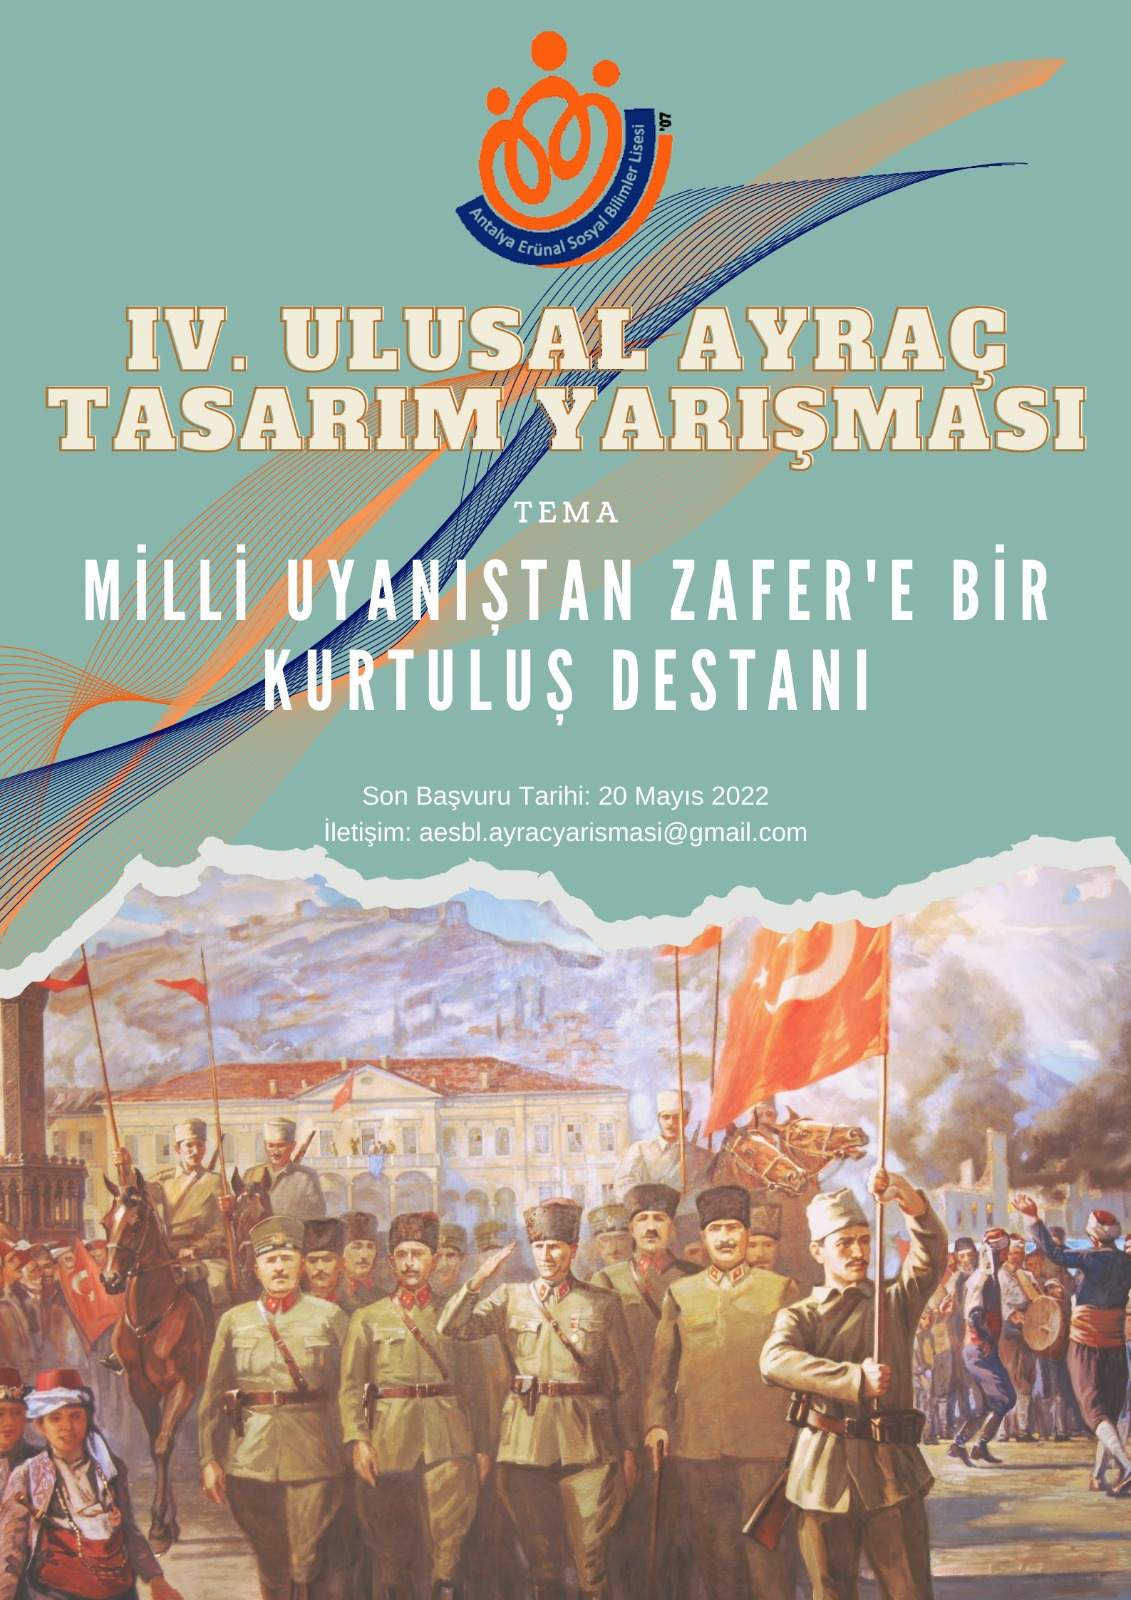 '07
Antalya Erünal Sosyal Bilimler Lisesi
IV. ULUSAL AYRAÇ
TASARIM YARIŞMASI
TEMA
MİLLİ UYANIŞTAN ZAFER'E BİR
KURTULUŞ DESTANI
Son Başvuru Tarihi: 20 Mayıs 2022
İletişim: aesbl.ayracyarismasi@gmail.com